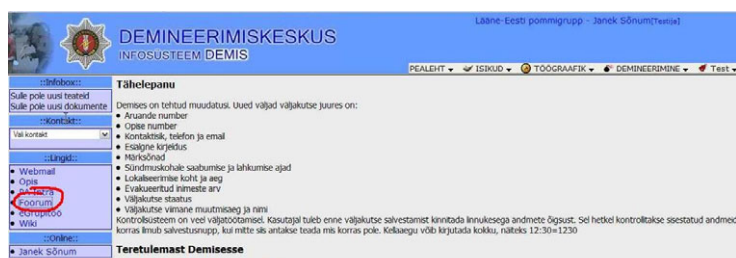 Lääne-Eesti pommigrupp - Janek Sõnum[Testija]
DEMINEERIMISKESKUS
INFOSÜSTEEM DEMIS
PEALEHT ISIKUD TÖÖGRAAFIK DEMINEERIMINE Test
::Infobox::
Sulle pole uusi teateid
Sulle pole uusi dokumente
::Kontakt::
Vali kontakt
::Lingid::
Webmail
Opis
Foorum
eGrupitöö
Wiki
::Online::
Janek Sõnum
Tähelepanu
Demises on tehtud muudatusi. Uued väljad väljakutse juures on:
Aruande number
Opise number
Kontaktisik, telefon ja email
Esialgne kirjeldus
Märksõnad
Sündmuskohale saabumise ja lahkumise ajad
Lokaliseerimise koht ja aeg
Evakueeritud inimeste arv
Väljakutse staatus
Väljakutse viimane muutmisaeg ja nimi
Kontrollsüsteem on veel väljatöötamisel. Kasutajal tuleb enne väljakutse salvestamist kinnitada linnukesega andmete õigsust. Sel hetkel kontrollitakse sisestatud andmeid
korras ilmub salvestusnupp, kui mitte siis antakse teada mis korras pole. Kellaaegu võib kirjutada kokku, näiteks 12:30=1230
Teretulemast Demisesse